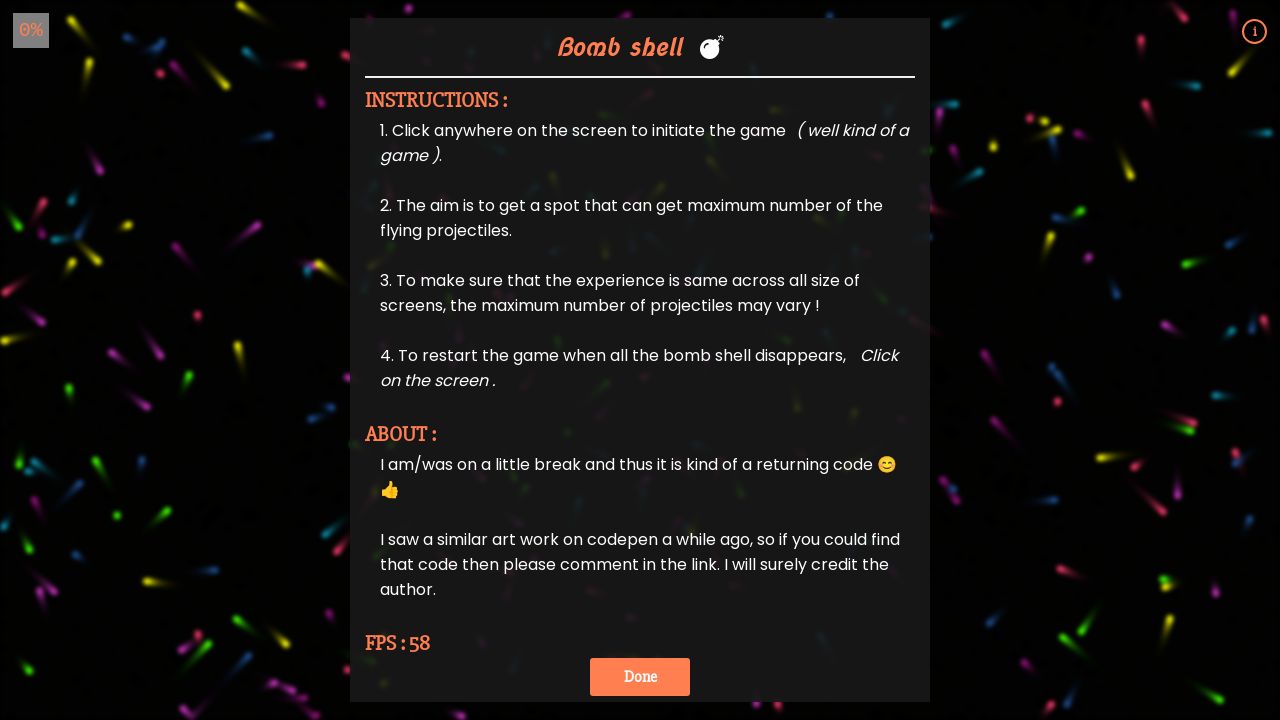 0%
i
Bomb shell 💣
INSTRUCTIONS :
1. Click anywhere on the screen to initiate the game ( well kind of a
game ).
2. The aim is to get a spot that can get maximum number of the
flying projectiles.
3. To make sure that the experience is same across all size of
screens, the maximum number of projectiles may vary !
4. To restart the game when all the bomb shell disappears, Click
on the screen .
ABOUT :
I am/was on a little break and thus it is kind of a returning code 😊
👍
I saw a similar art work on codepen a while ago, so if you could find
that code then please comment in the link. I will surely credit the
author.
FPS : 58
Done